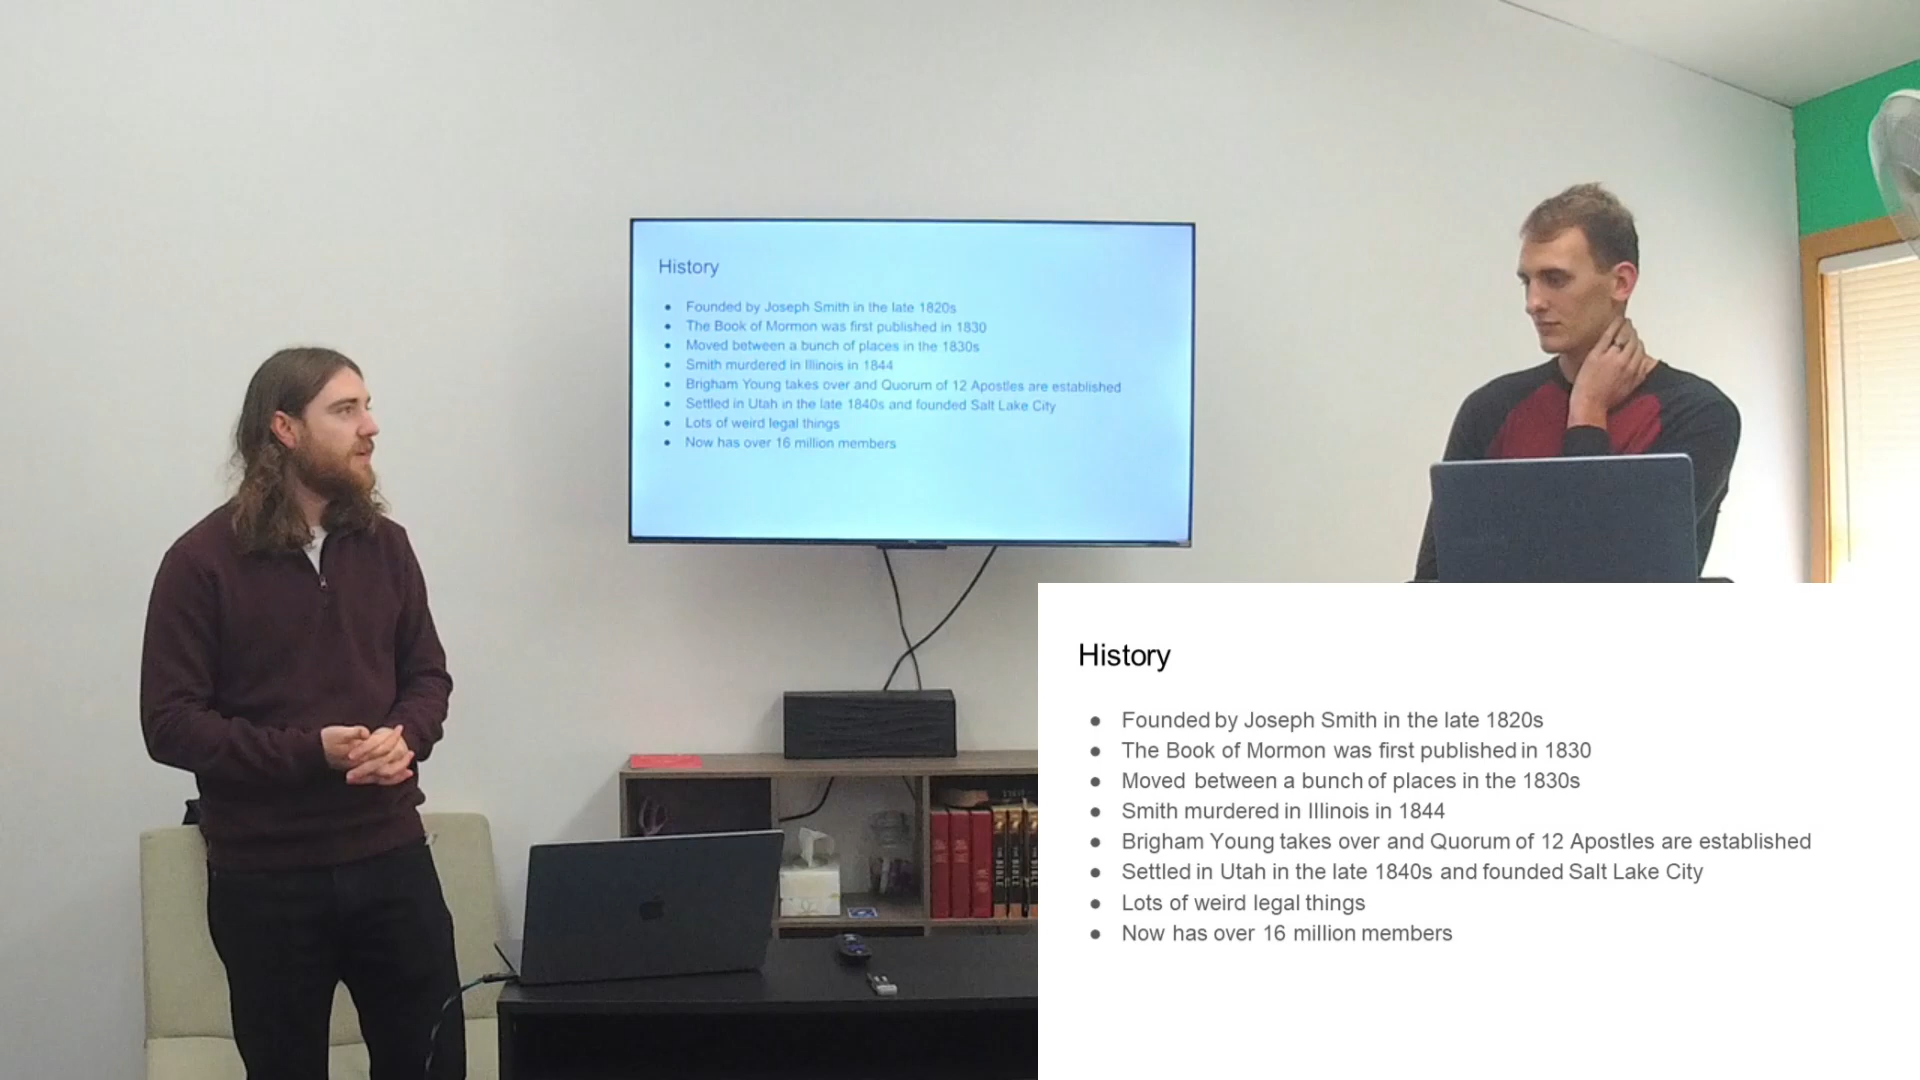 History
● Founded by Joseph Smith in the late 1820s
● The Book of Mormon was first published in 1830
● Moved between a bunch of places in the 1830s
● Smith murdered in Illinois in 1844
● Brigham Young takes over and Quorum of 12 Apostles are established
● Settled in Utah in the late 1840s and founded Salt Lake City
● Lots of weird legal things
● Now has over 16 million members
History
● Founded by Joseph Smith in the late 1820s
● The Book of Mormon was first published in 1830
● Moved between a bunch of places in the 1830s
● Smith murdered in Illinois in 1844
● Brigham Young takes over and Quorum of 12 Apostles are established
● Settled in Utah in the late 1840s and founded Salt Lake City
● Lots of weird legal things
● Now has over 16 million members
THE BIBLE
THE BIBLE